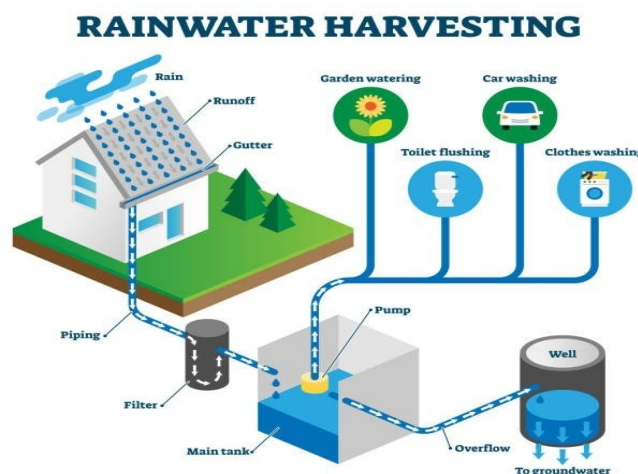 RAINWATER HARVESTING
Rain
Runoff
Gutter
Garden watering
Car washing
Toilet flushing
Clothes washing
Piping
Filter
Pump
Main tank
Well
Overflow
To groundwater